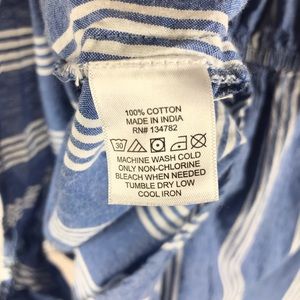 100% COTTON
MADE IN INDIA
RN# 134782
30
MACHINE WASH COLD
ONLY NON-CHLORINE
BLEACH WHEN NEEDED
TUMBLE DRY LOW
COOL IRON